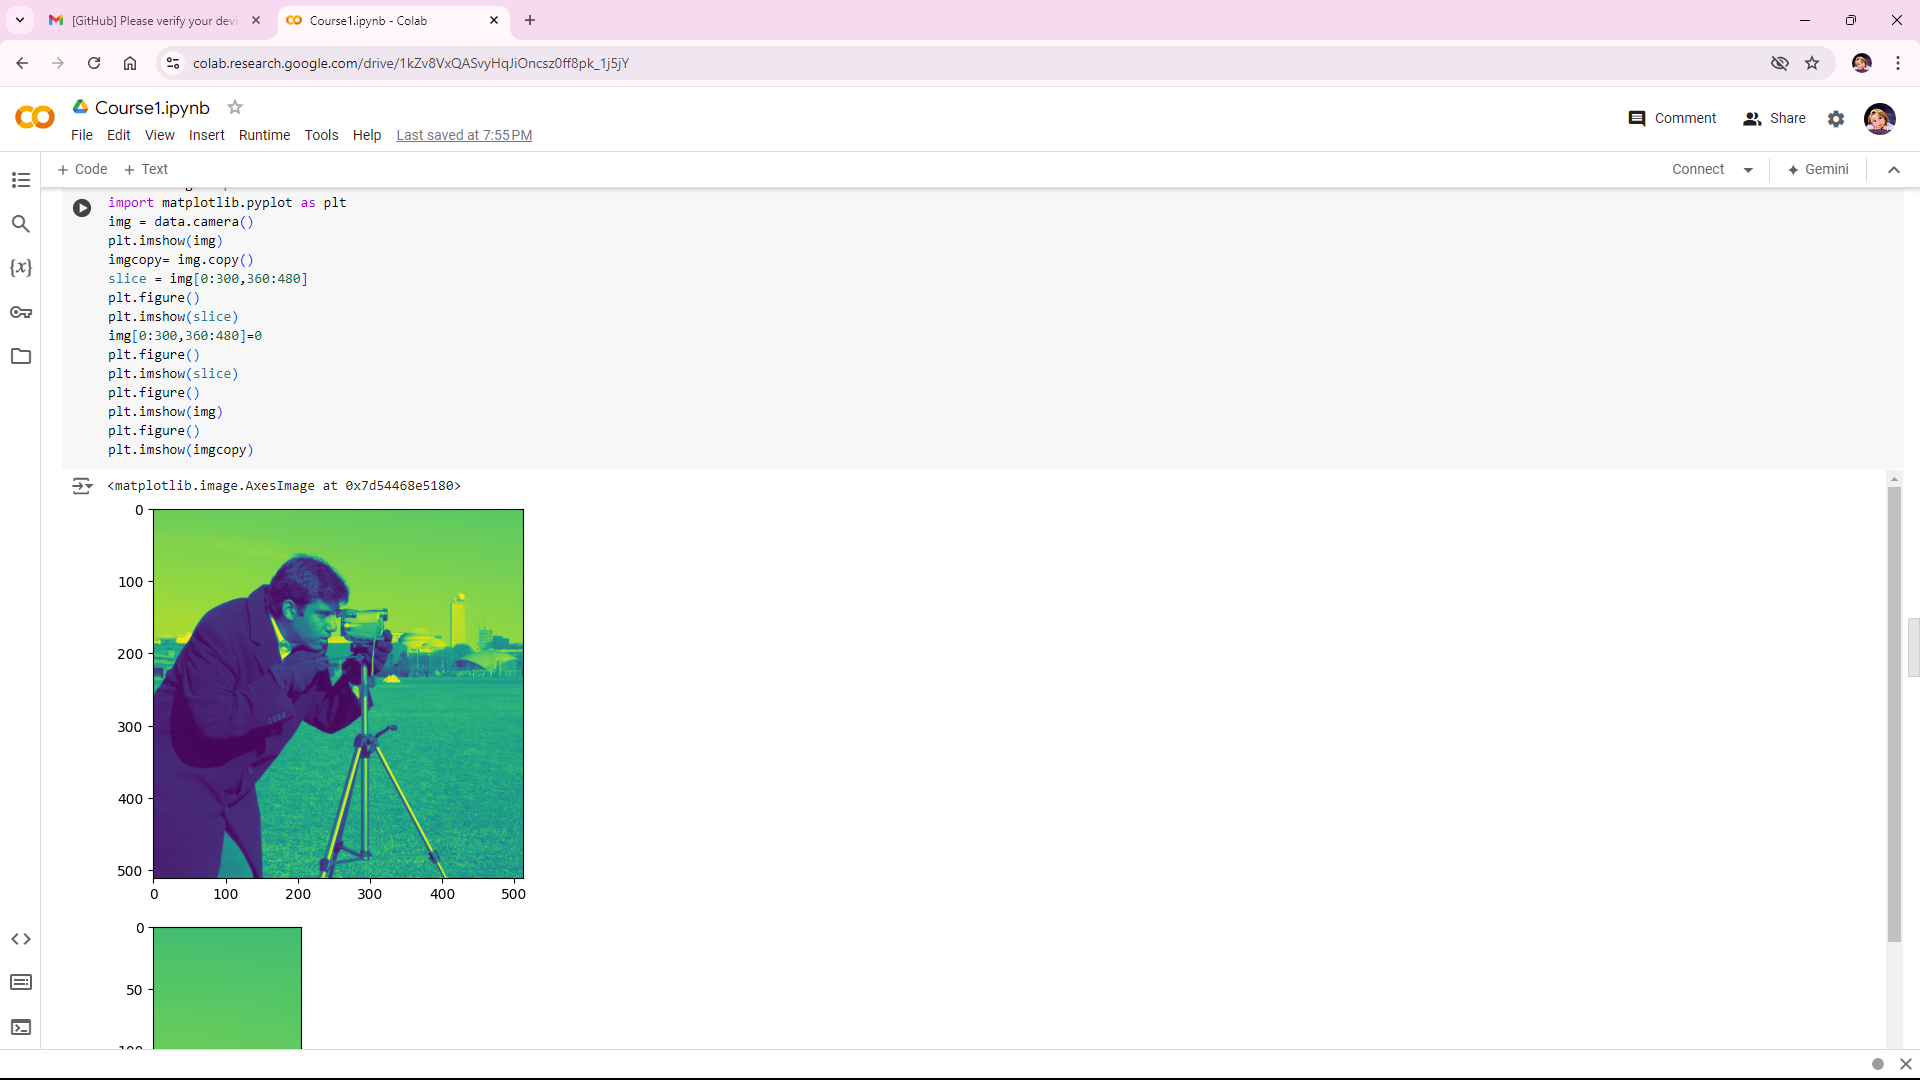 [GitHub] Please verify your devi
Course1.ipynb - Colab
colab.research.google.com/drive/1kZv8VxQASvyHqJiOncsz0ff8pk_1j5jY
Course1.ipynb
File Edit View Insert Runtime Tools Help Last saved at 7:55 PM
Comment Share
+ Code + Text
Connect Gemini
import matplotlib.pyplot as plt
img = data.camera()
plt.imshow(img)
imgcopy= img.copy()
slice = img[0:300,360:480]
plt.figure()
plt.imshow(slice)
img[0:300,360:480]=0
plt.figure()
plt.imshow(slice)
plt.figure()
plt.imshow(img)
plt.figure()
plt.imshow(imgcopy)
<matplotlib.image.AxesImage at 0x7d54468e5180>
0
100
200
300
400
500
0 100 200 300 400 500
0
50
100